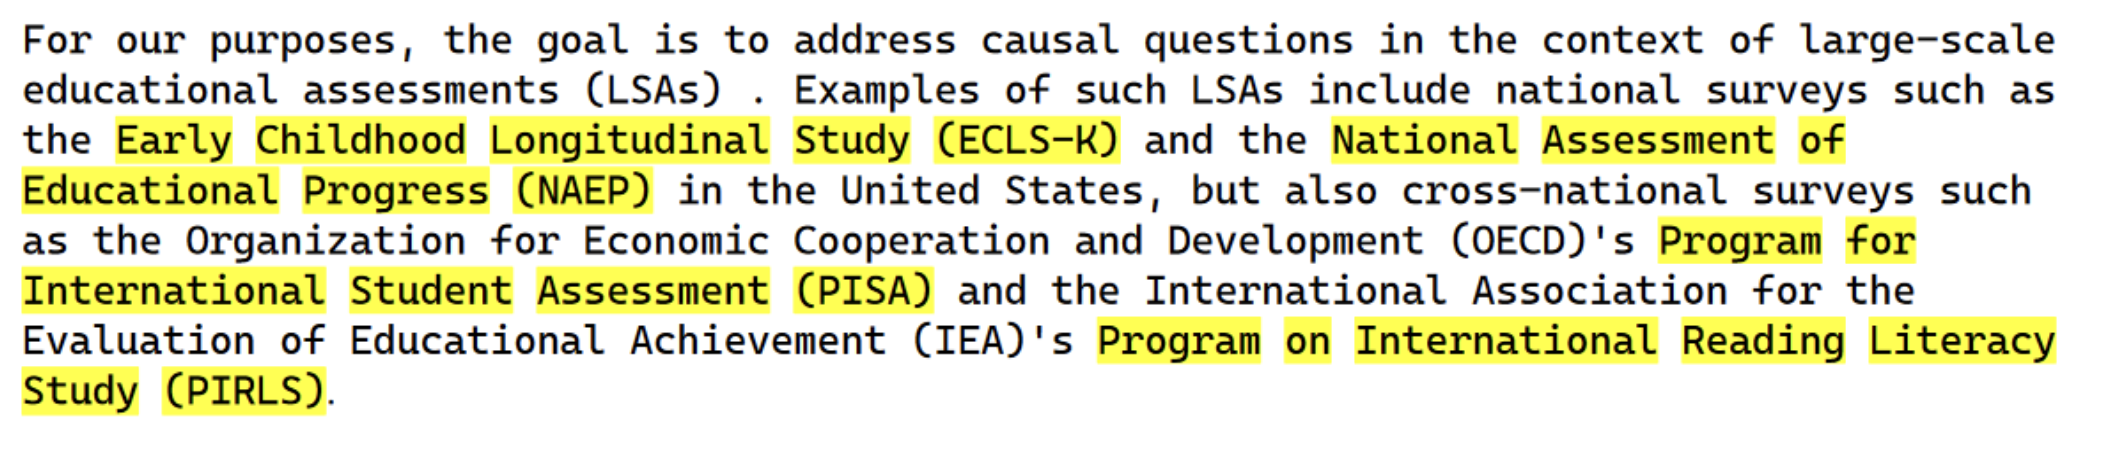 For our purposes, the goal is to address causal questions in the context of large-scale
educational assessments (LSAs) . Examples of such LSAs include national surveys such as
the Early Childhood Longitudinal Study (ECLS-K) and the National Assessment of
Educational Progress (NAEP) in the United States, but also cross-national surveys such
as the Organization for Economic Cooperation and Development (OECD)'s Program for
International Student Assessment (PISA) and the International Association for the
Evaluation of Educational Achievement (IEA)'s Program on International Reading Literacy
Study (PIRLS).